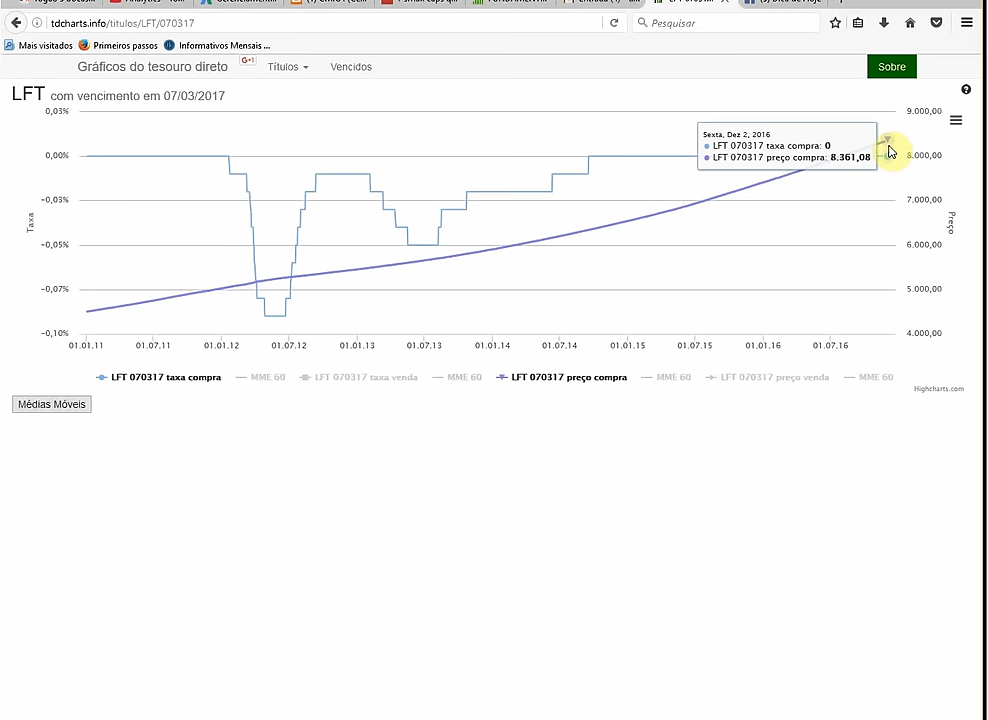 tdcharts.info/titulos/LFT/070317
Pesquisar
Mais visitados Primeiros passos Informativos Mensais ...
Gráficos do tesouro direto G+1 Títulos Vencidos Sobre
LFT com vencimento em 07/03/2017
0,03% 9.000,00
Sexta, Dez 2, 2016
LFT 070317 taxa compra: 0
LFT 070317 preço compra: 8.361,08
0,00% 8.000,00
−0,03% 7.000,00
Taxa Preço
−0,05% 6.000,00
−0,07% 5.000,00
−0,10% 4.000,00
01.01.11 01.07.11 01.01.12 01.07.12 01.01.13 01.07.13 01.01.14 01.07.14 01.01.15 01.07.15 01.01.16 01.07.16
LFT 070317 taxa compra MME 60 LFT 070317 taxa venda MME 60 LFT 070317 preço compra MME 60 LFT 070317 preço venda MME 60
Highcharts.com
Médias Móveis